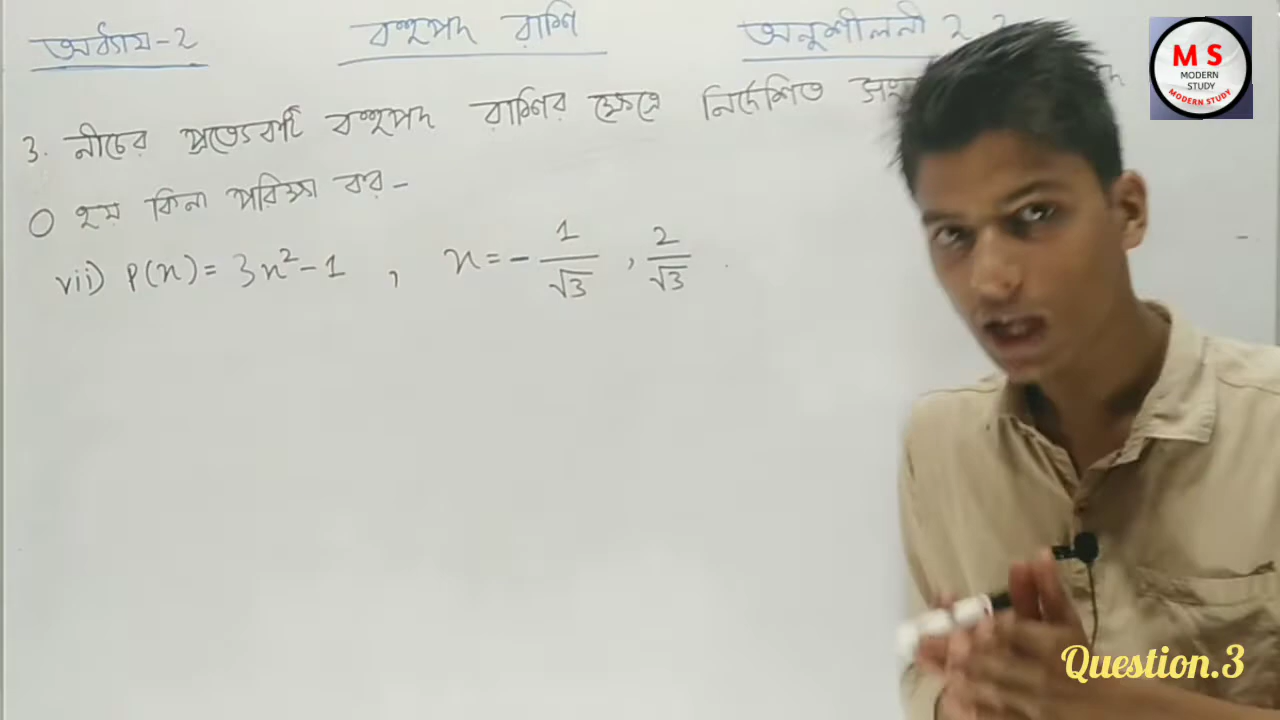 অধ্যায়-2 বহুপদ রাশি অনুশীলনী 2.2
3. নীচের প্রত্যেকটি বহুপদ রাশির ক্ষেত্রে নির্দেশিত
0 হয় কিনা পরিক্ষা কর-
vii) P(x) = 3x² - 1 , x = - 1/√3 , 2/√3 .
M S
MODERN
STUDY
MODERN STUDY
Question.3